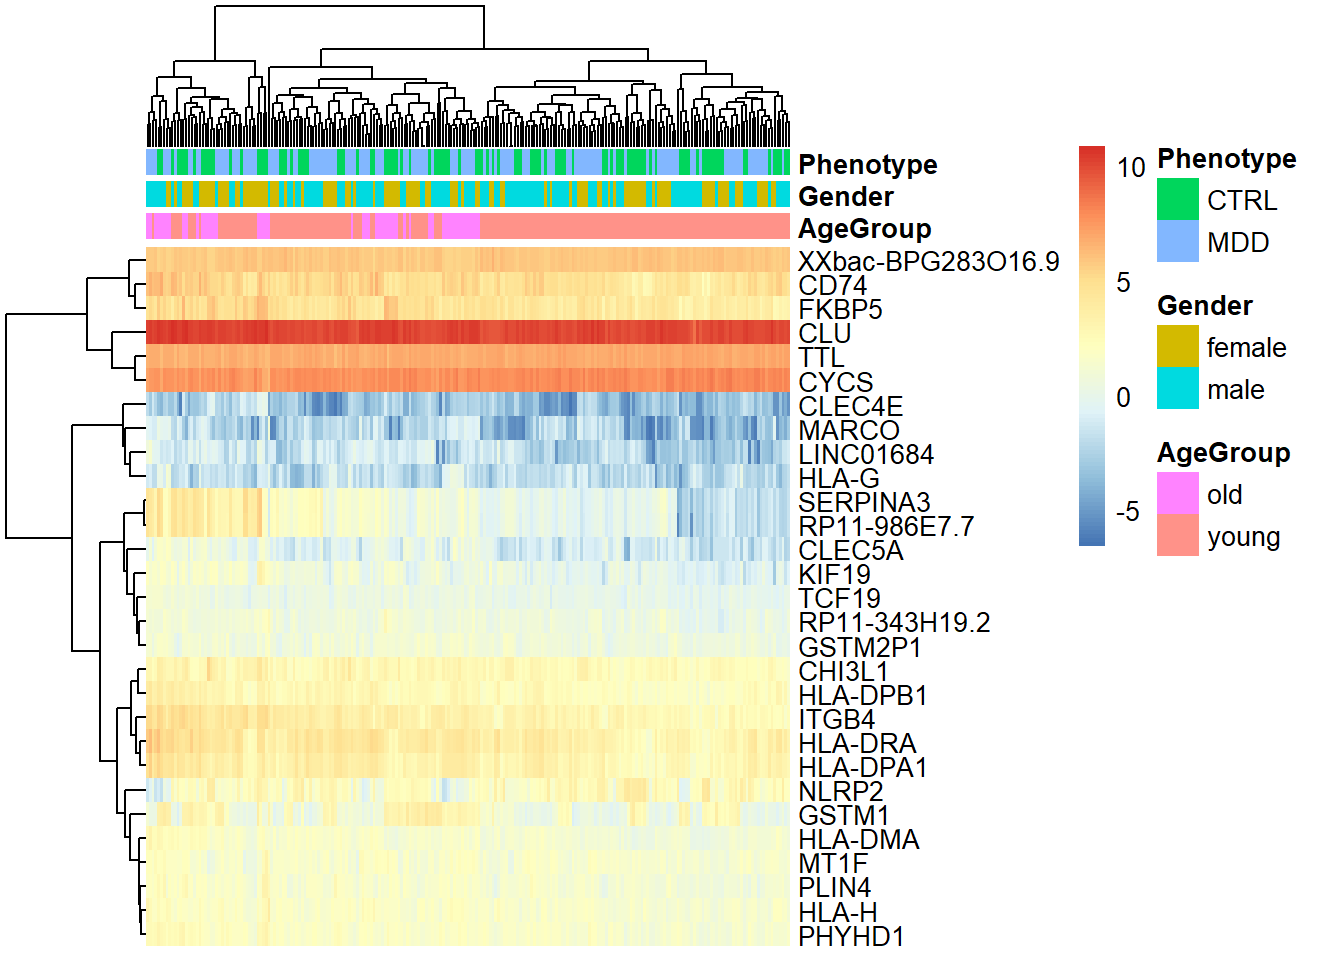 Phenotype
Gender
AgeGroup
XXbac-BPG283O16.9
CD74
FKBP5
CLU
TTL
CYCS
CLEC4E
MARCO
LINC01684
HLA-G
SERPINA3
RP11-986E7.7
CLEC5A
KIF19
TCF19
RP11-343H19.2
GSTM2P1
CHI3L1
HLA-DPB1
ITGB4
HLA-DRA
HLA-DPA1
NLRP2
GSTM1
HLA-DMA
MT1F
PLIN4
HLA-H
PHYHD1
10
5
0
-5
Phenotype
CTRL
MDD
Gender
female
male
AgeGroup
old
young